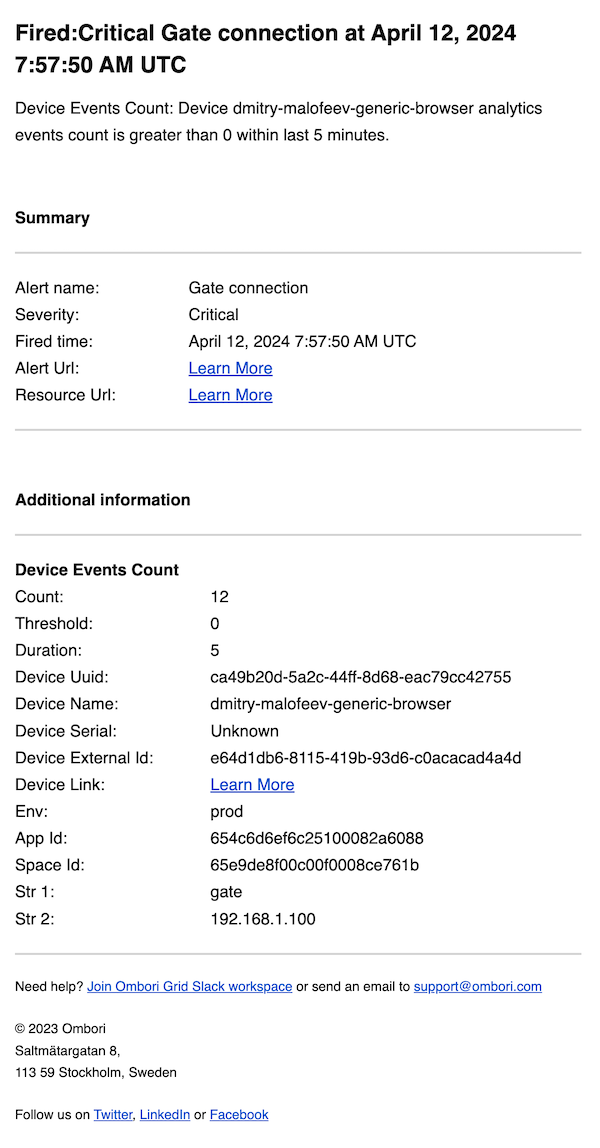 Fired:Critical Gate connection at April 12, 2024
7:57:50 AM UTC
Device Events Count: Device dmitry-malofeev-generic-browser analytics
events count is greater than 0 within last 5 minutes.
Summary
Alert name: Gate connection
Severity: Critical
Fired time: April 12, 2024 7:57:50 AM UTC
Alert Url: Learn More
Resource Url: Learn More
Additional information
Device Events Count
Count: 12
Threshold: 0
Duration: 5
Device Uuid: ca49b20d-5a2c-44ff-8d68-eac79cc42755
Device Name: dmitry-malofeev-generic-browser
Device Serial: Unknown
Device External Id: e64d1db6-8115-419b-93d6-c0acacad4a4d
Device Link: Learn More
Env: prod
App Id: 654c6d6ef6c25100082a6088
Space Id: 65e9de8f00c00f0008ce761b
Str 1: gate
Str 2: 192.168.1.100
Need help? Join Ombori Grid Slack workspace or send an email to support@ombori.com
© 2023 Ombori
Saltmätargatan 8,
113 59 Stockholm, Sweden
Follow us on Twitter, LinkedIn or Facebook